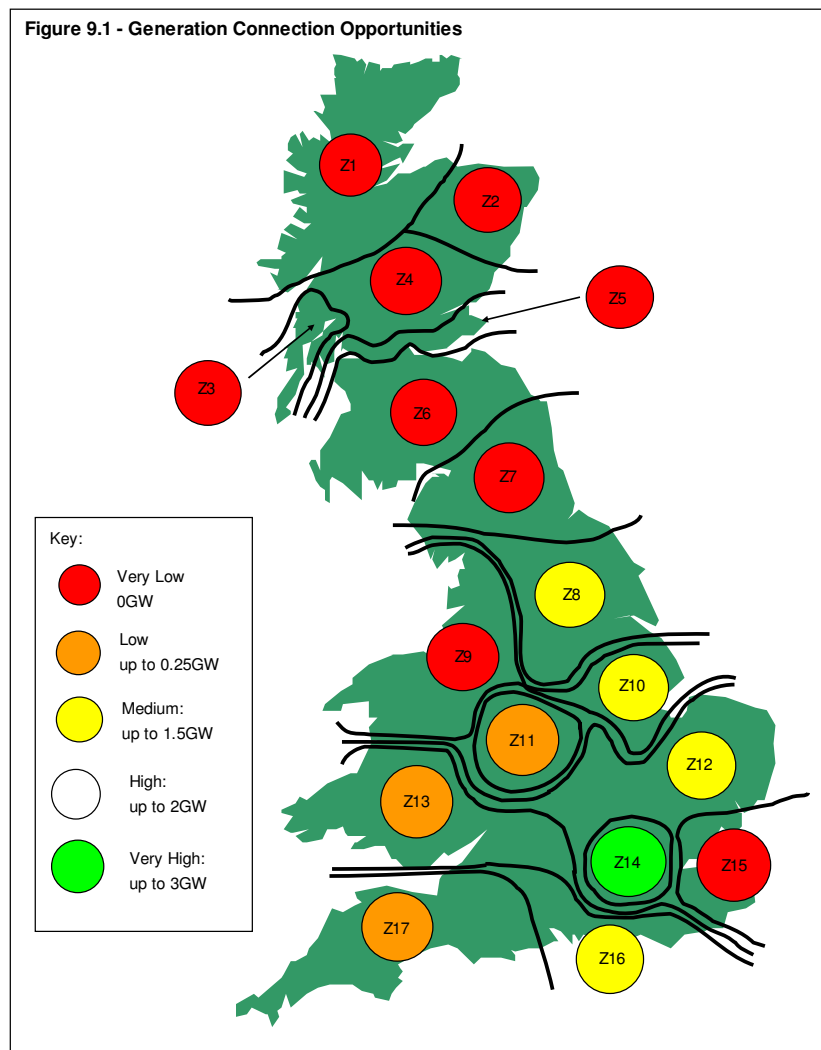 Figure 9.1 - Generation Connection Opportunities
Z1
Z2
Z4
Z5
Z3
Z6
Z7
Key:
Very Low
0GW
Low
up to 0.25GW
Medium:
up to 1.5GW
High:
up to 2GW
Very High:
up to 3GW
Z8
Z9
Z10
Z11
Z12
Z13
Z14
Z15
Z17
Z16